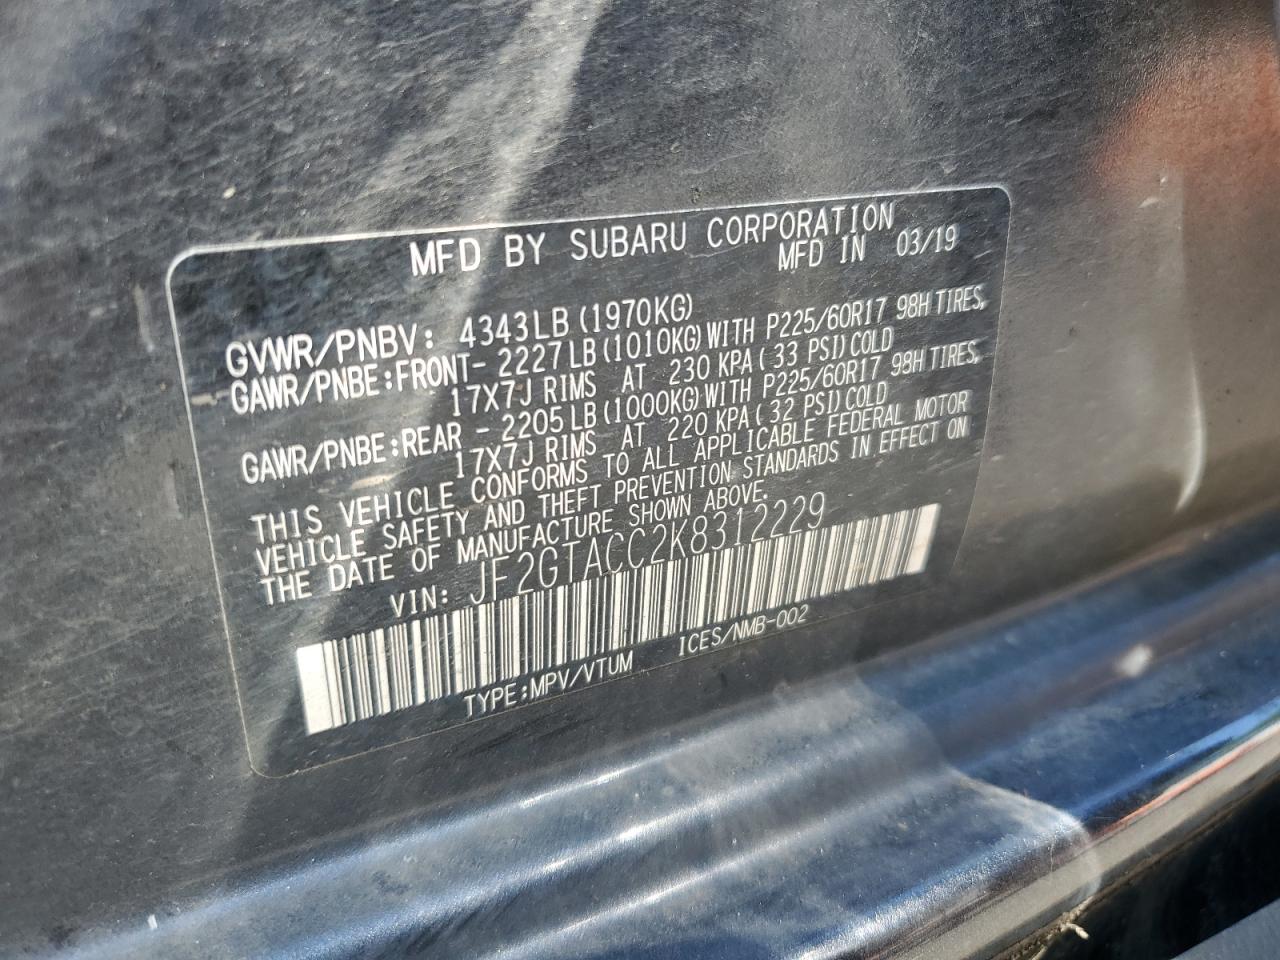 MFD BY SUBARU CORPORATION
MFD IN 03/19
GVWR/PNBV: 4343LB (1970KG)
GAWR/PNBE:FRONT- 2227LB (1010KG) WITH P225/60R17 98H TIRES,
17X7J RIMS AT 230 KPA ( 33 PSI) COLD
GAWR/PNBE:REAR - 2205LB (1000KG) WITH P225/60R17 98H TIRES,
17X7J RIMS AT 220 KPA ( 32 PSI) COLD
THIS VEHICLE CONFORMS TO ALL APPLICABLE FEDERAL MOTOR
VEHICLE SAFETY AND THEFT PREVENTION STANDARDS IN EFFECT ON
THE DATE OF MANUFACTURE SHOWN ABOVE.
VIN: JF2GTACC2K8312229
TYPE:MPV/VTUM ICES/NMB-002